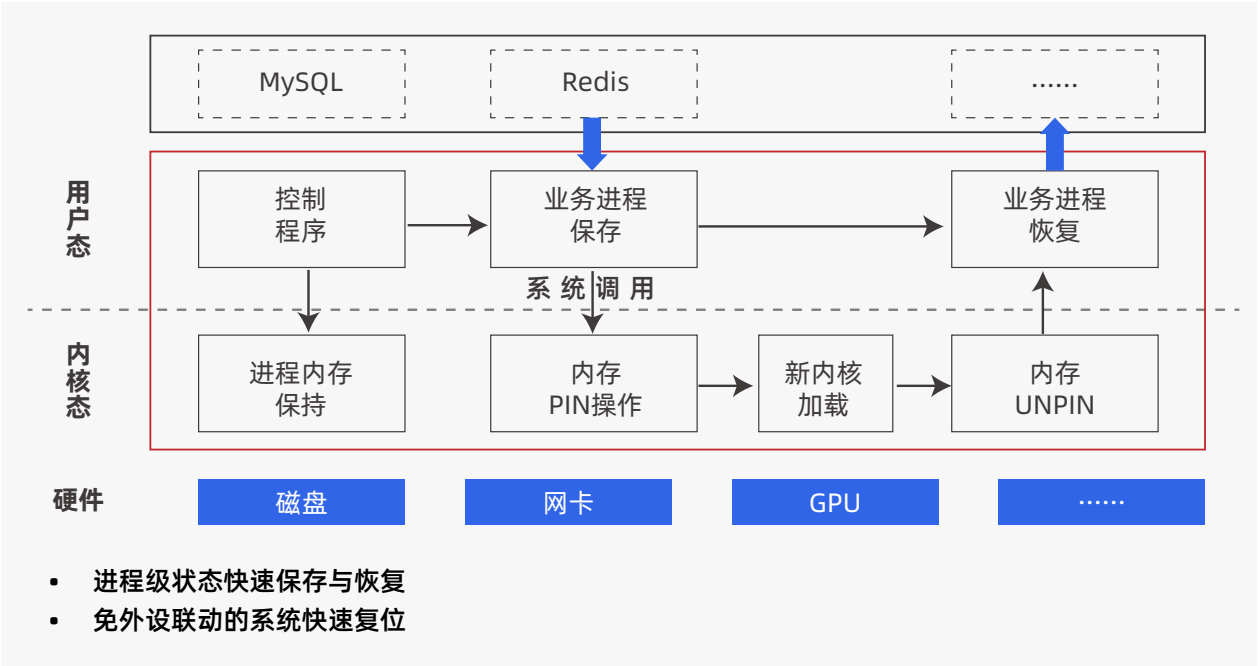 MySQL
Redis
······
用户态
控制
程序
业务进程
保存
业务进程
恢复
系统调用
内核态
进程内存
保持
内存
PIN操作
新内核
加载
内存
UNPIN
硬件
磁盘
网卡
GPU
······
• 进程级状态快速保存与恢复
• 免外设联动的系统快速复位